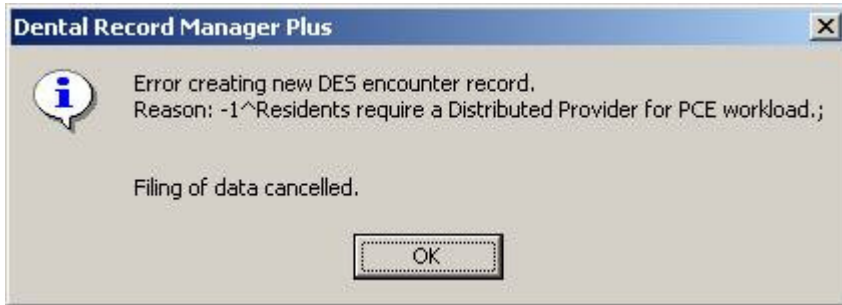 Dental Record Manager Plus
Error creating new DES encounter record.
Reason: -1^Residents require a Distributed Provider for PCE workload.;
Filing of data cancelled.
OK